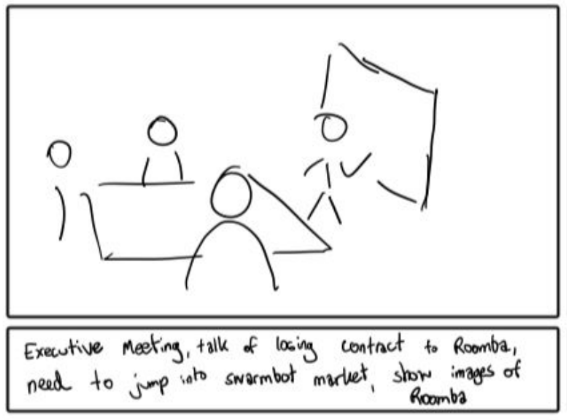 Executive Meeting, talk of losing contract to Roomba,
need to jump into swarmbot market, show images of
Roomba